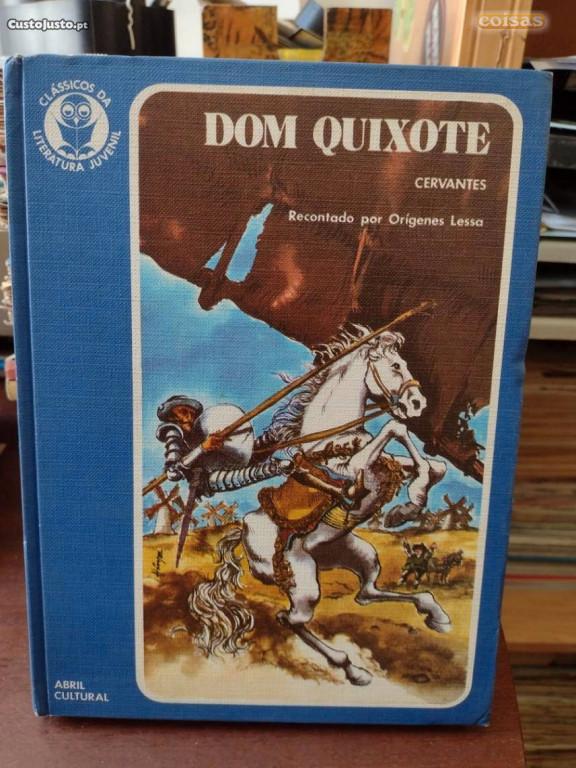 CustoJusto.pt
coisas
CLÁSSICOS DA
LITERATURA JUVENIL
DOM QUIXOTE
CERVANTES
Recontado por Orígenes Lessa
ABRIL
CULTURAL